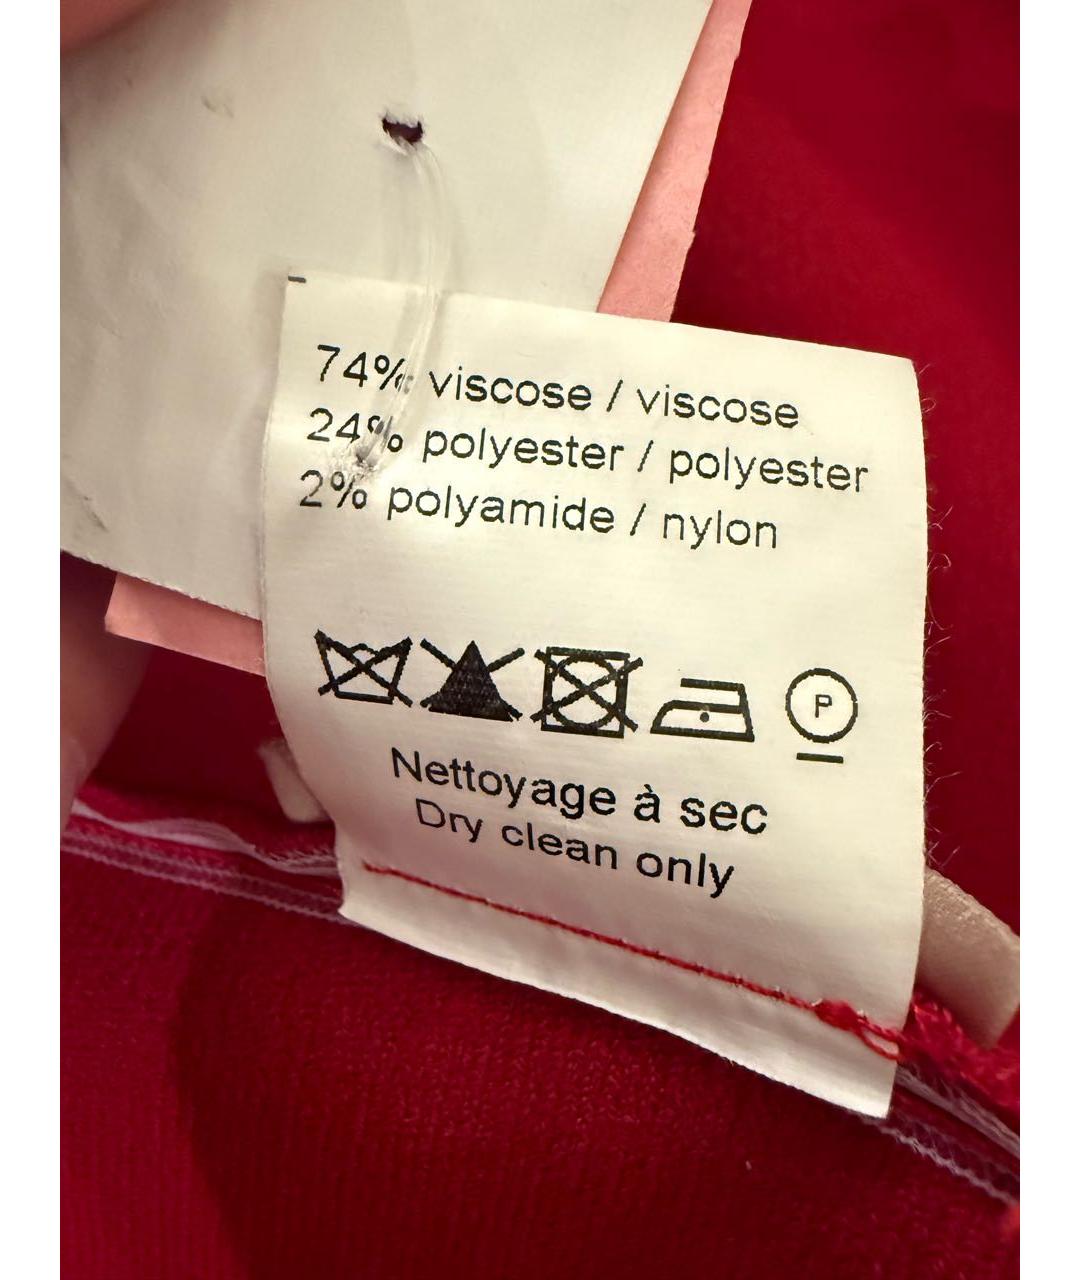 74% viscose / viscose
24% polyester / polyester
2% polyamide / nylon
P
Nettoyage à sec
Dry clean only